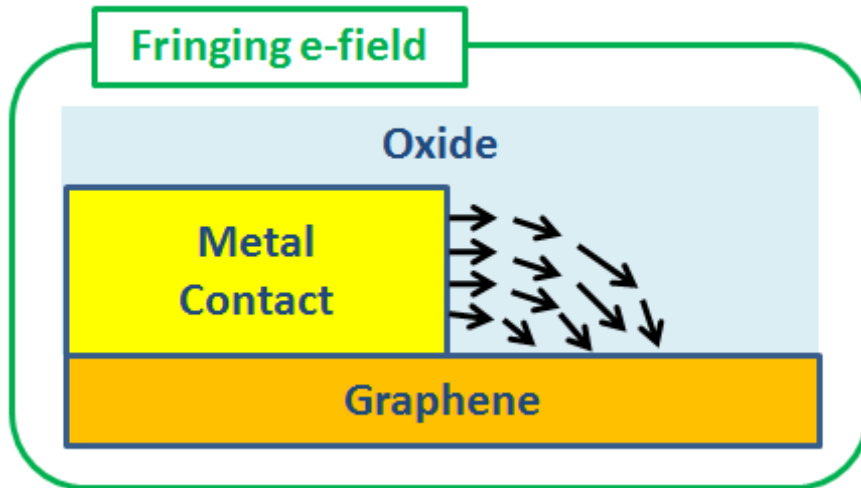 Fringing e-field
Oxide
Metal
Contact
Graphene